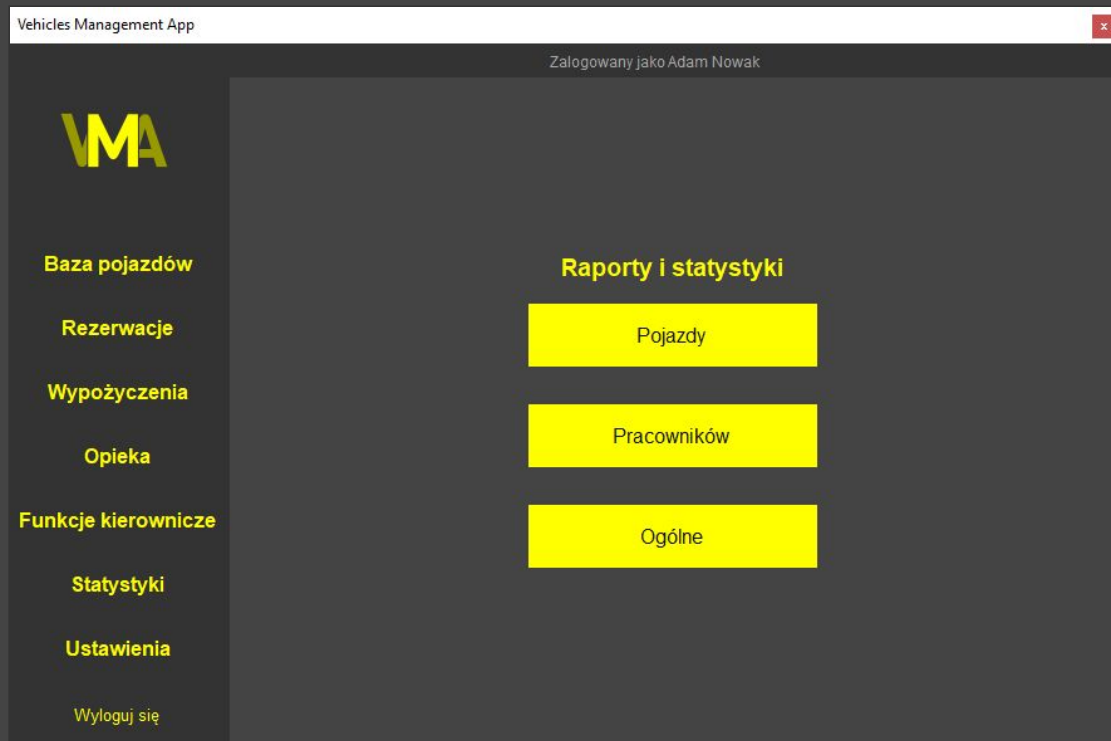 Vehicles Management App
x
Zalogowany jako Adam Nowak
VMA
Baza pojazdów
Rezerwacje
Wypożyczenia
Opieka
Funkcje kierownicze
Statystyki
Ustawienia
Wyloguj się
Raporty i statystyki
Pojazdy
Pracowników
Ogólne